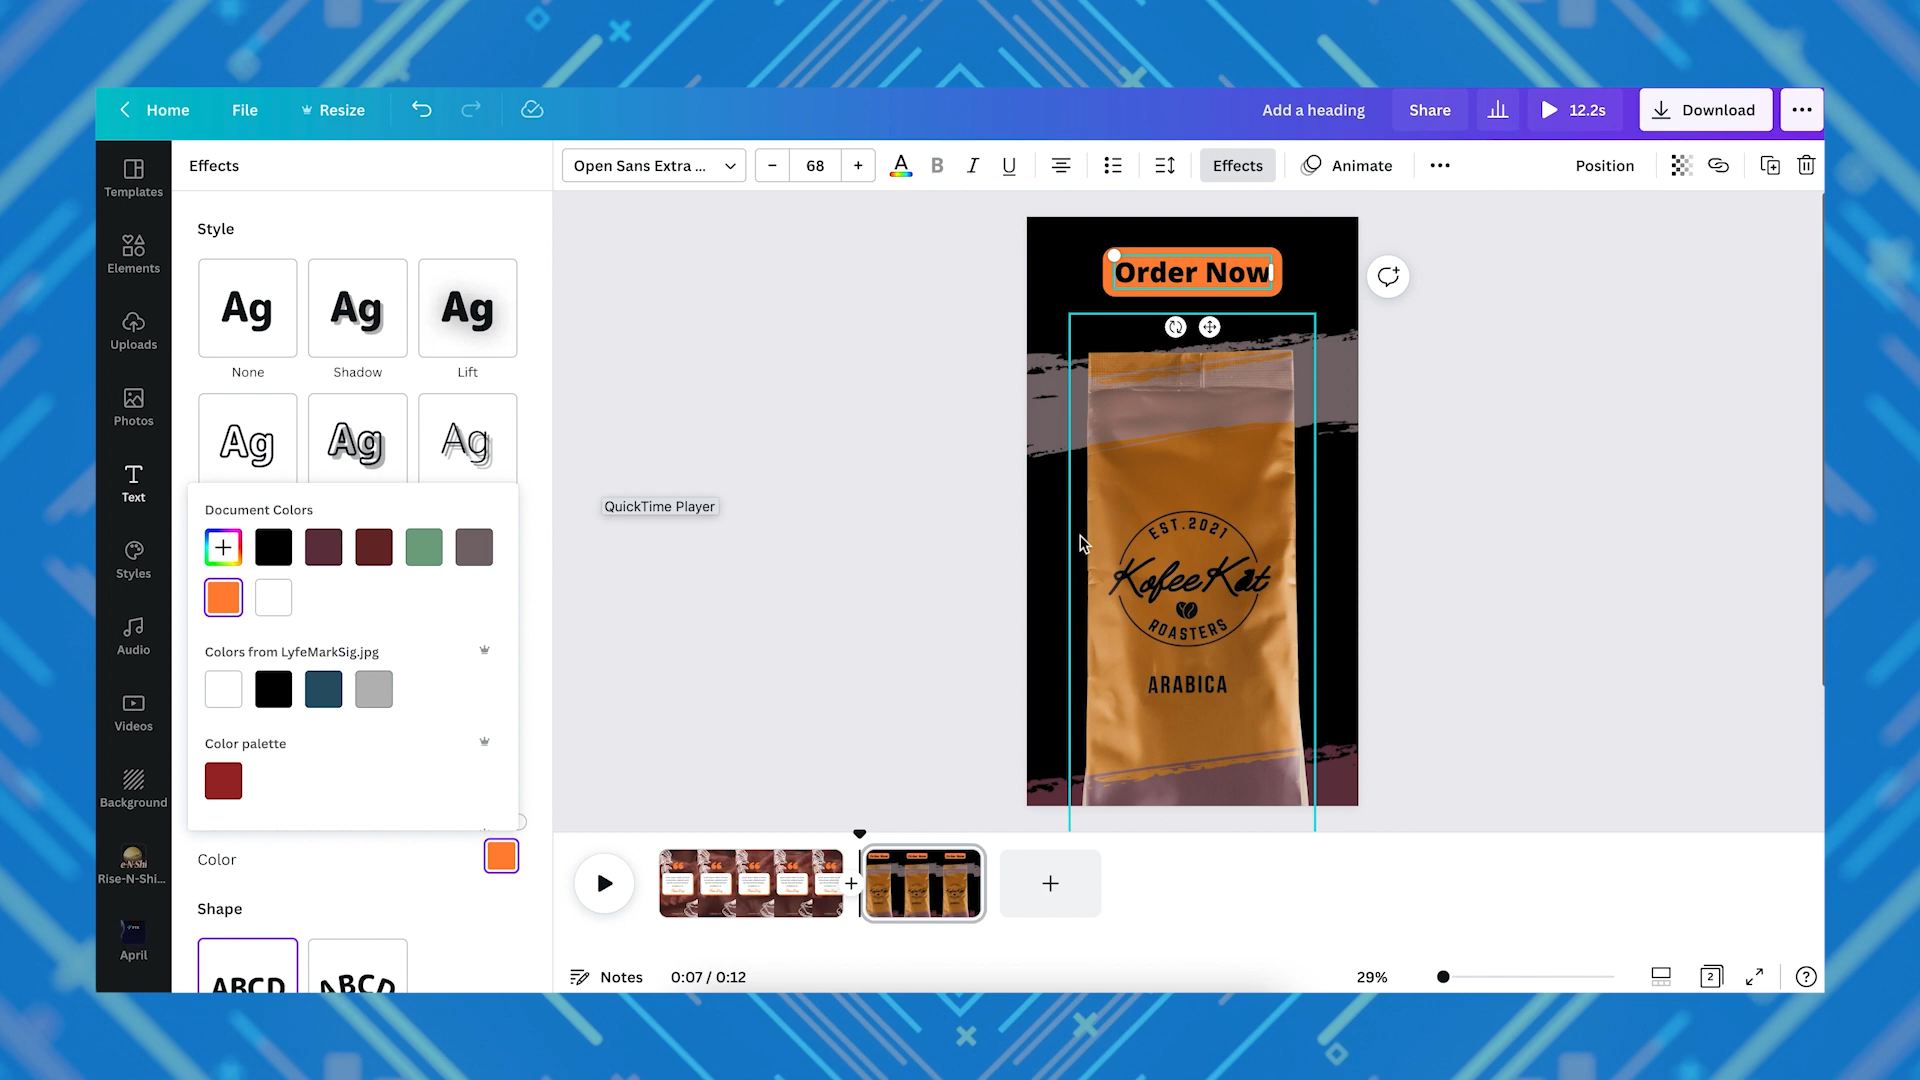 Home
File
Resize
Add a heading
Share
12.2s
Download
Effects
Open Sans Extra ...
68
A
B
I
U
Effects
Animate
Position
Templates
Elements
Uploads
Photos
Text
Styles
Audio
Videos
Background
Rise-N-Shi...
April
Style
Ag
Ag
Ag
None
Shadow
Lift
Ag
Ag
Ag
Document Colors
Colors from LyfeMarkSig.jpg
Color palette
Color
Shape
ABCD
ABCD
QuickTime Player
Order Now
EST.2021
KofeeKat
ROASTERS
ARABICA
Notes
0:07 / 0:12
29%
2